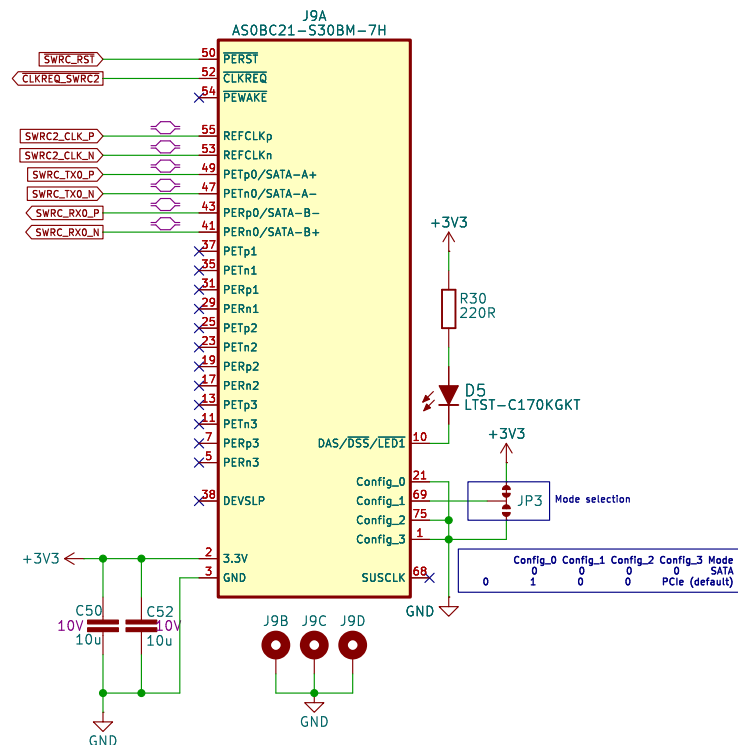 J9A
AS0BC21-S30BM-7H
SWRC_RST
50
PERST
CLKREQ_SWRC2
52
CLKREQ
54
PEWAKE
SWRC2_CLK_P
55
REFCLKp
SWRC2_CLK_N
53
REFCLKn
SWRC_TX0_P
49
PETp0/SATA-A+
SWRC_TX0_N
47
PETn0/SATA-A-
SWRC_RX0_P
43
PERp0/SATA-B-
SWRC_RX0_N
41
PERn0/SATA-B+
37
PETp1
35
PETn1
31
PERp1
29
PERn1
25
PETp2
23
PETn2
19
PERp2
17
PERn2
13
PETp3
11
PETn3
7
PERp3
5
PERn3
38
DEVSLP
+3V3
2
3.3V
3
GND
+3V3
R30
220R
D5
LTST-C170KGKT
DAS/DSS/LED1
10
+3V3
Config_0
21
Config_1
69
JP3
Mode selection
Config_2
75
Config_3
1
SUSCLK
68
GND
Config_0 Config_1 Config_2 Config_3 Mode
0 0 0 SATA
0 1 0 0 PCIe (default)
C50
10V
10u
C52
10V
10u
GND
J9B
J9C
J9D
GND